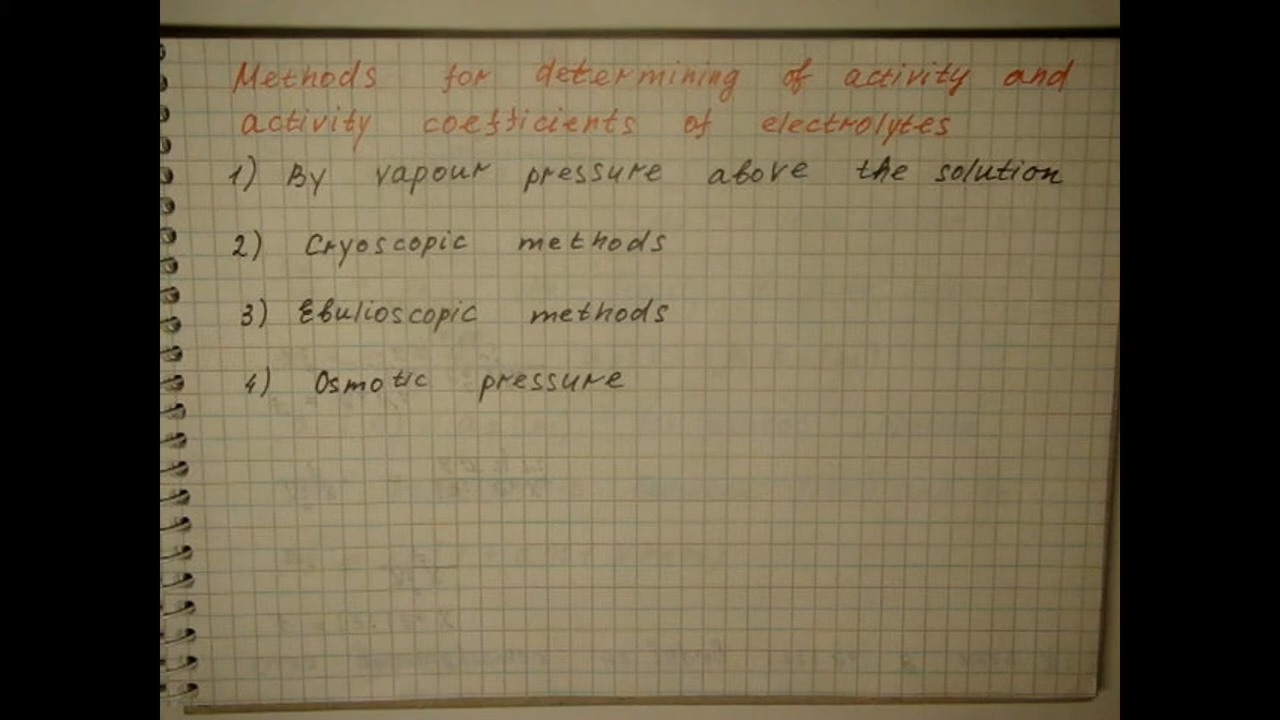 Methods for determining of activity and
activity coefficients of electrolytes
1) By vapour pressure above the solution
2) Cryoscopic methods
3) Ebulioscopic methods
4) Osmotic pressure